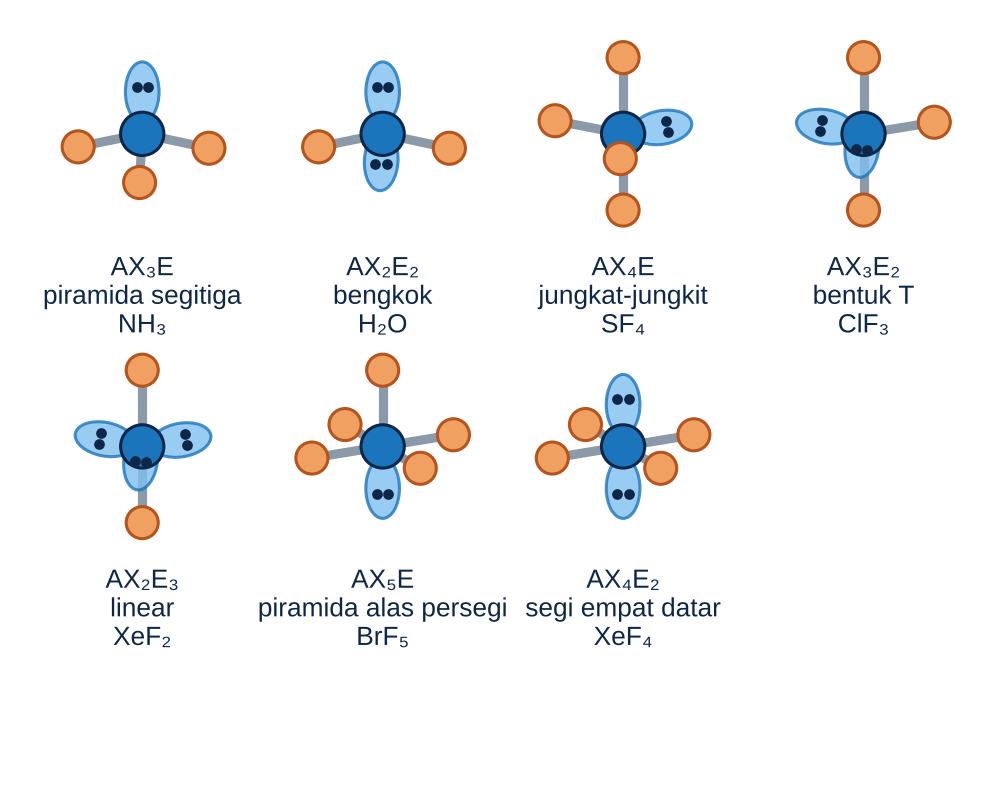 AX₃E
piramida segitiga
NH₃
AX₂E₂
bengkok
H₂O
AX₄E
jungkat-jungkit
SF₄
AX₃E₂
bentuk T
ClF₃
AX₂E₃
linear
XeF₂
AX₅E
piramida alas persegi
BrF₅
AX₄E₂
segi empat datar
XeF₄